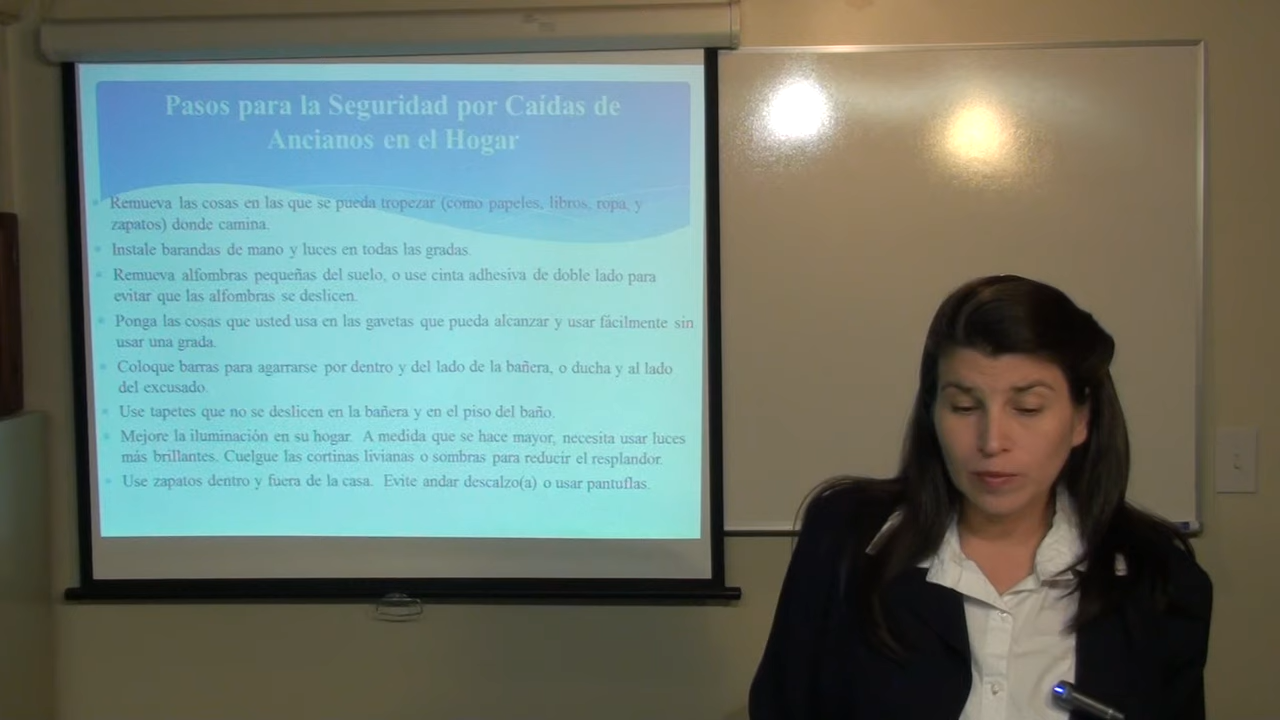 Pasos para la Seguridad por Caídas de
Ancianos en el Hogar
Remueva las cosas en las que se pueda tropezar (como papeles, libros, ropa, y
zapatos) donde camina.
Instale barandas de mano y luces en todas las gradas.
Remueva alfombras pequeñas del suelo, o use cinta adhesiva de doble lado para
evitar que las alfombras se deslicen.
Ponga las cosas que usted usa en las gavetas que pueda alcanzar y usar fácilmente sin
usar una grada.
Coloque barras para agarrarse por dentro y del lado de la bañera, o ducha y al lado
del excusado.
Use tapetes que no se deslicen en la bañera y en el piso del baño.
Mejore la iluminación en su hogar. A medida que se hace mayor, necesita usar luces
más brillantes. Cuelgue las cortinas livianas o sombras para reducir el resplandor.
Use zapatos dentro y fuera de la casa. Evite andar descalzo(a) o usar pantuflas.